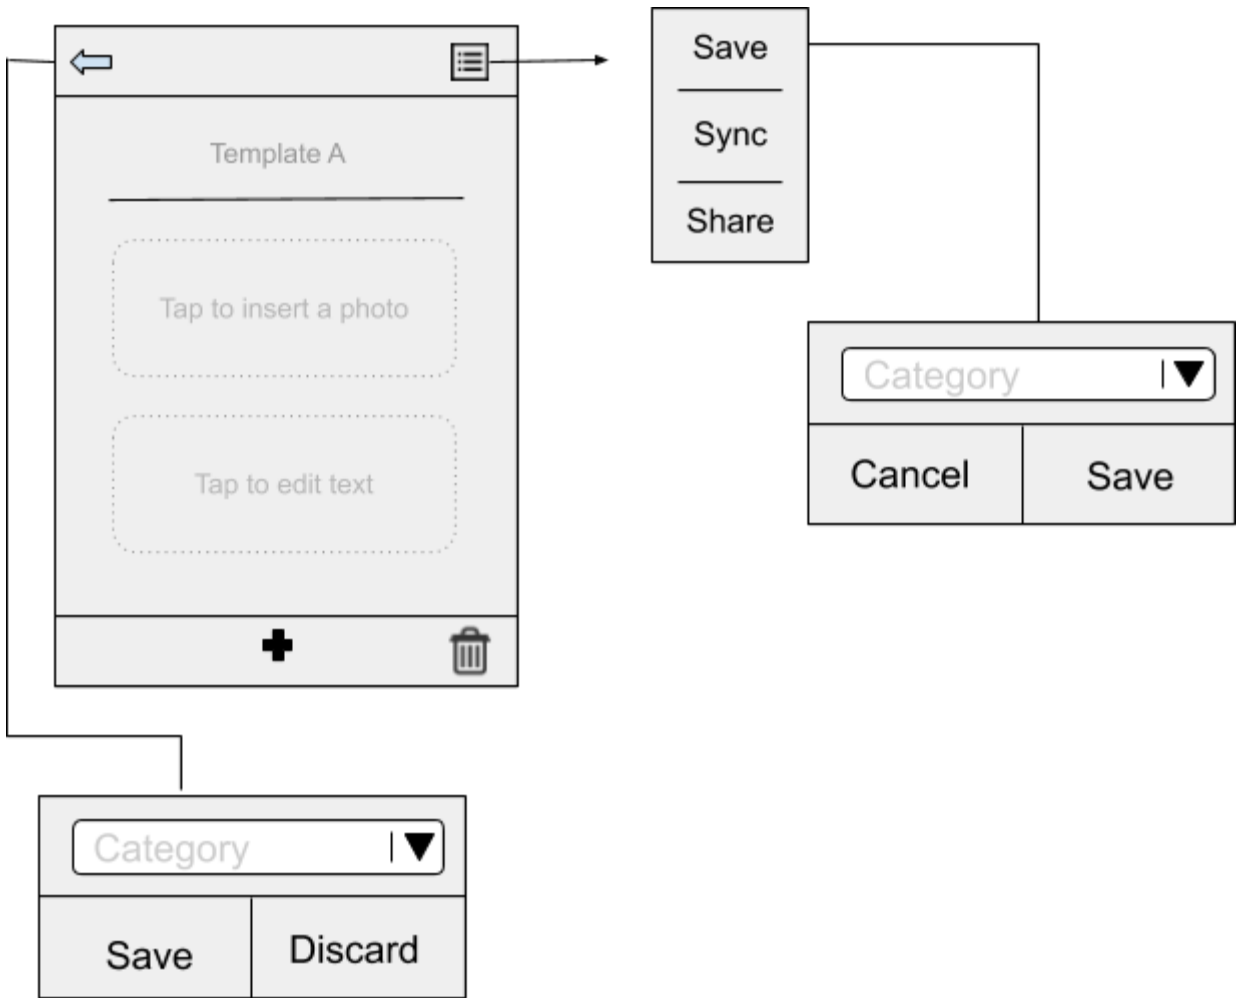 Template A
Tap to insert a photo
Tap to edit text
Save
Sync
Share
Category
Cancel
Save
Category
Save
Discard